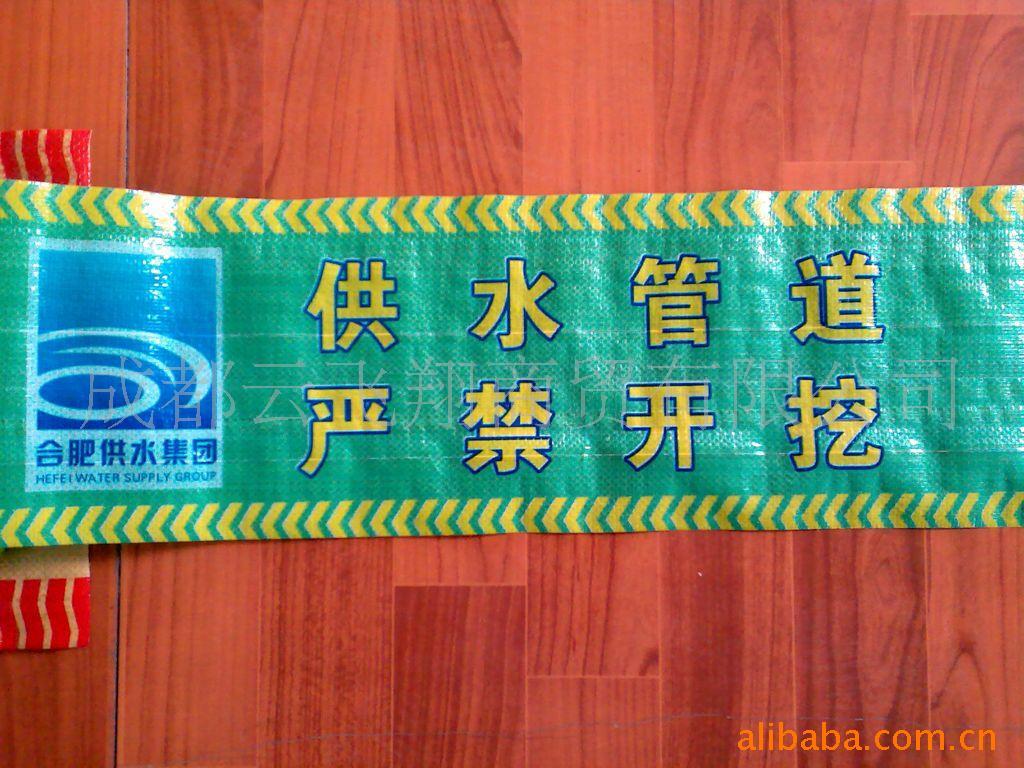 供水管道
严禁开挖
合肥供水集团
HEFEI WATER SUPPLY GROUP
成都云飞翔商贸有限公司
alibaba.com.cn